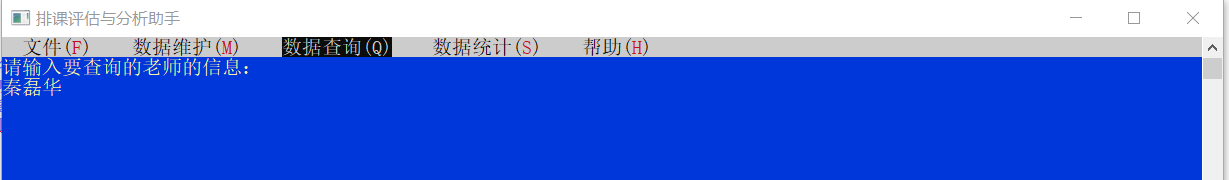 排课评估与分析助手
文件(F) 数据维护(M) 数据查询(Q) 数据统计(S) 帮助(H)
请输入要查询的老师的信息：
秦磊华